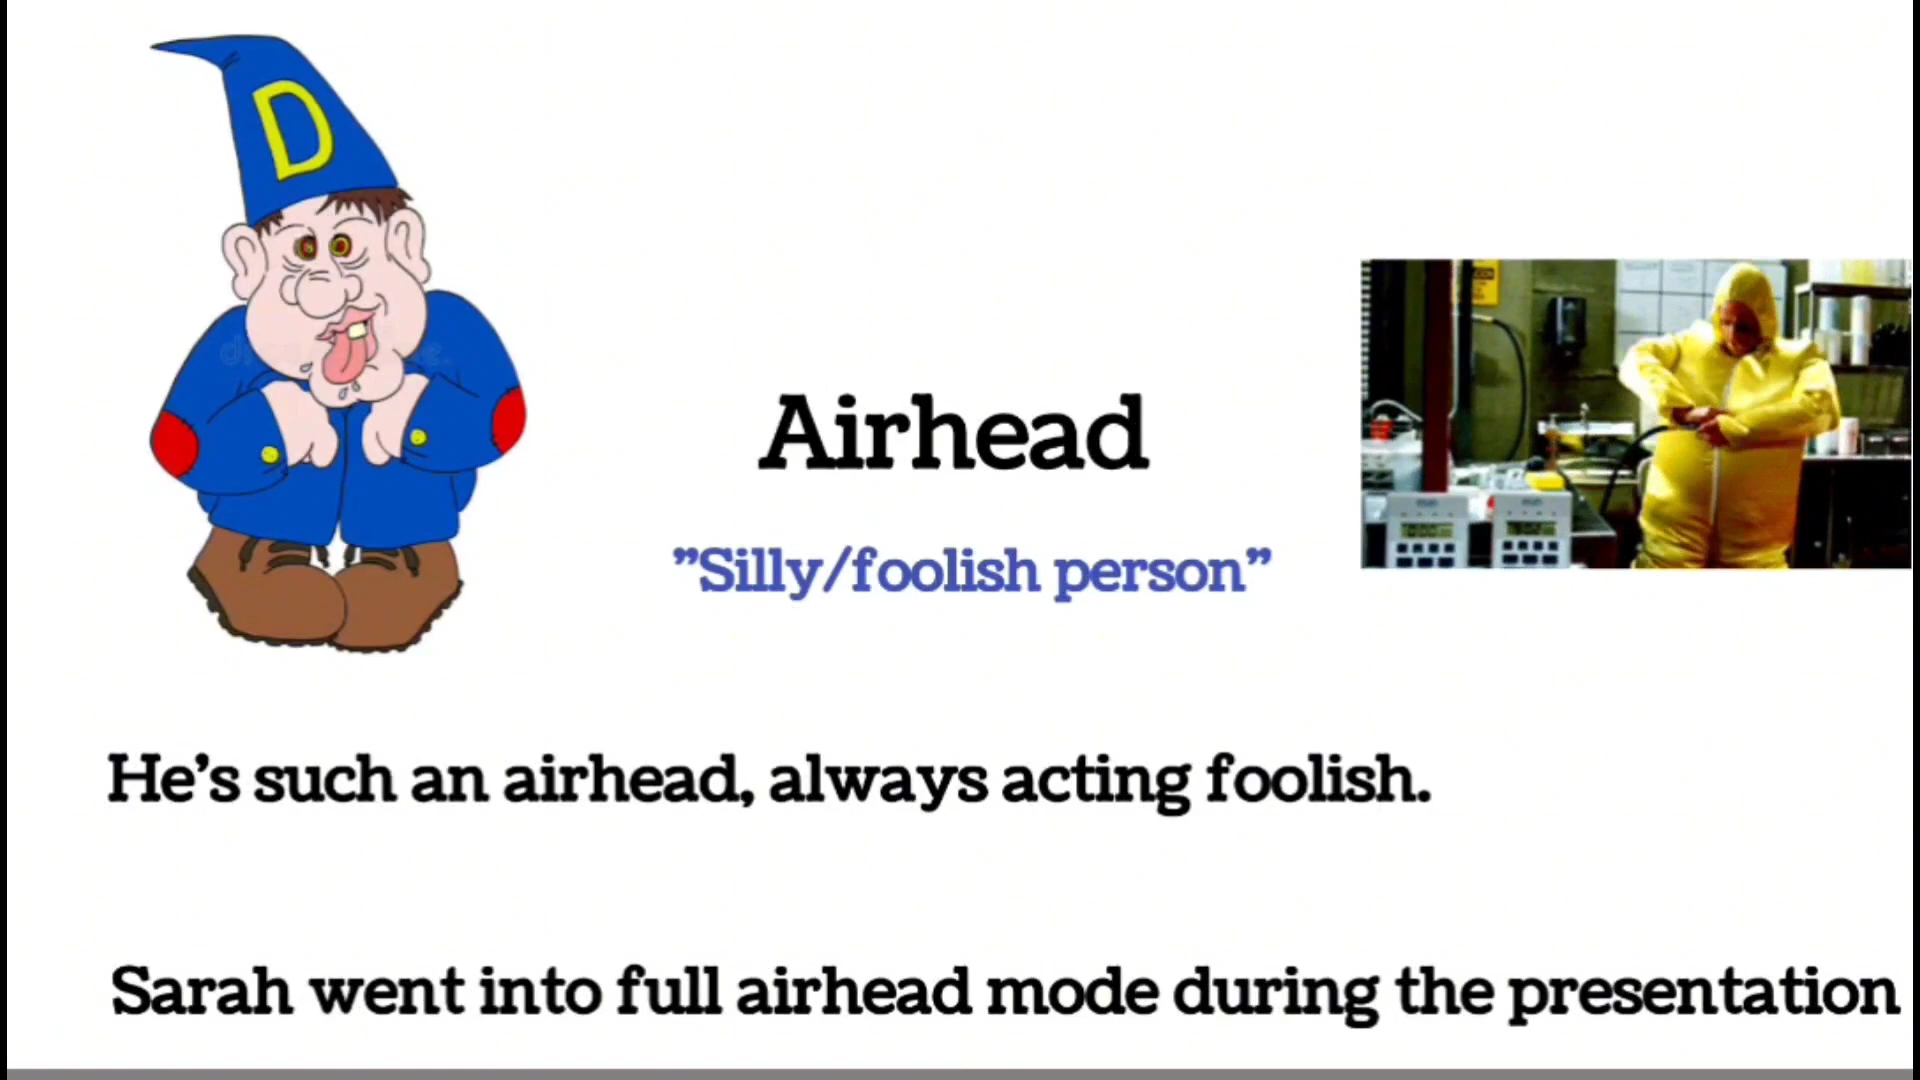 D
Airhead
”Silly/foolish person”
He’s such an airhead, always acting foolish.
Sarah went into full airhead mode during the presentation